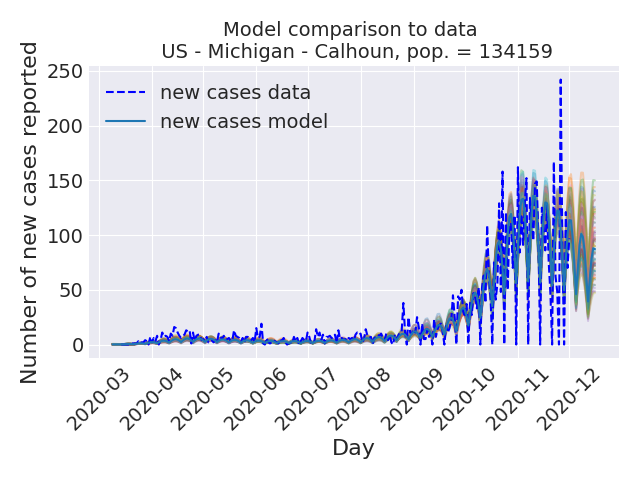 Model comparison to data
US - Michigan - Calhoun, pop. = 134159
Number of new cases reported
250
200
150
100
50
0
new cases data
new cases model
2020-03
2020-04
2020-05
2020-06
2020-07
2020-08
2020-09
2020-10
2020-11
2020-12
Day